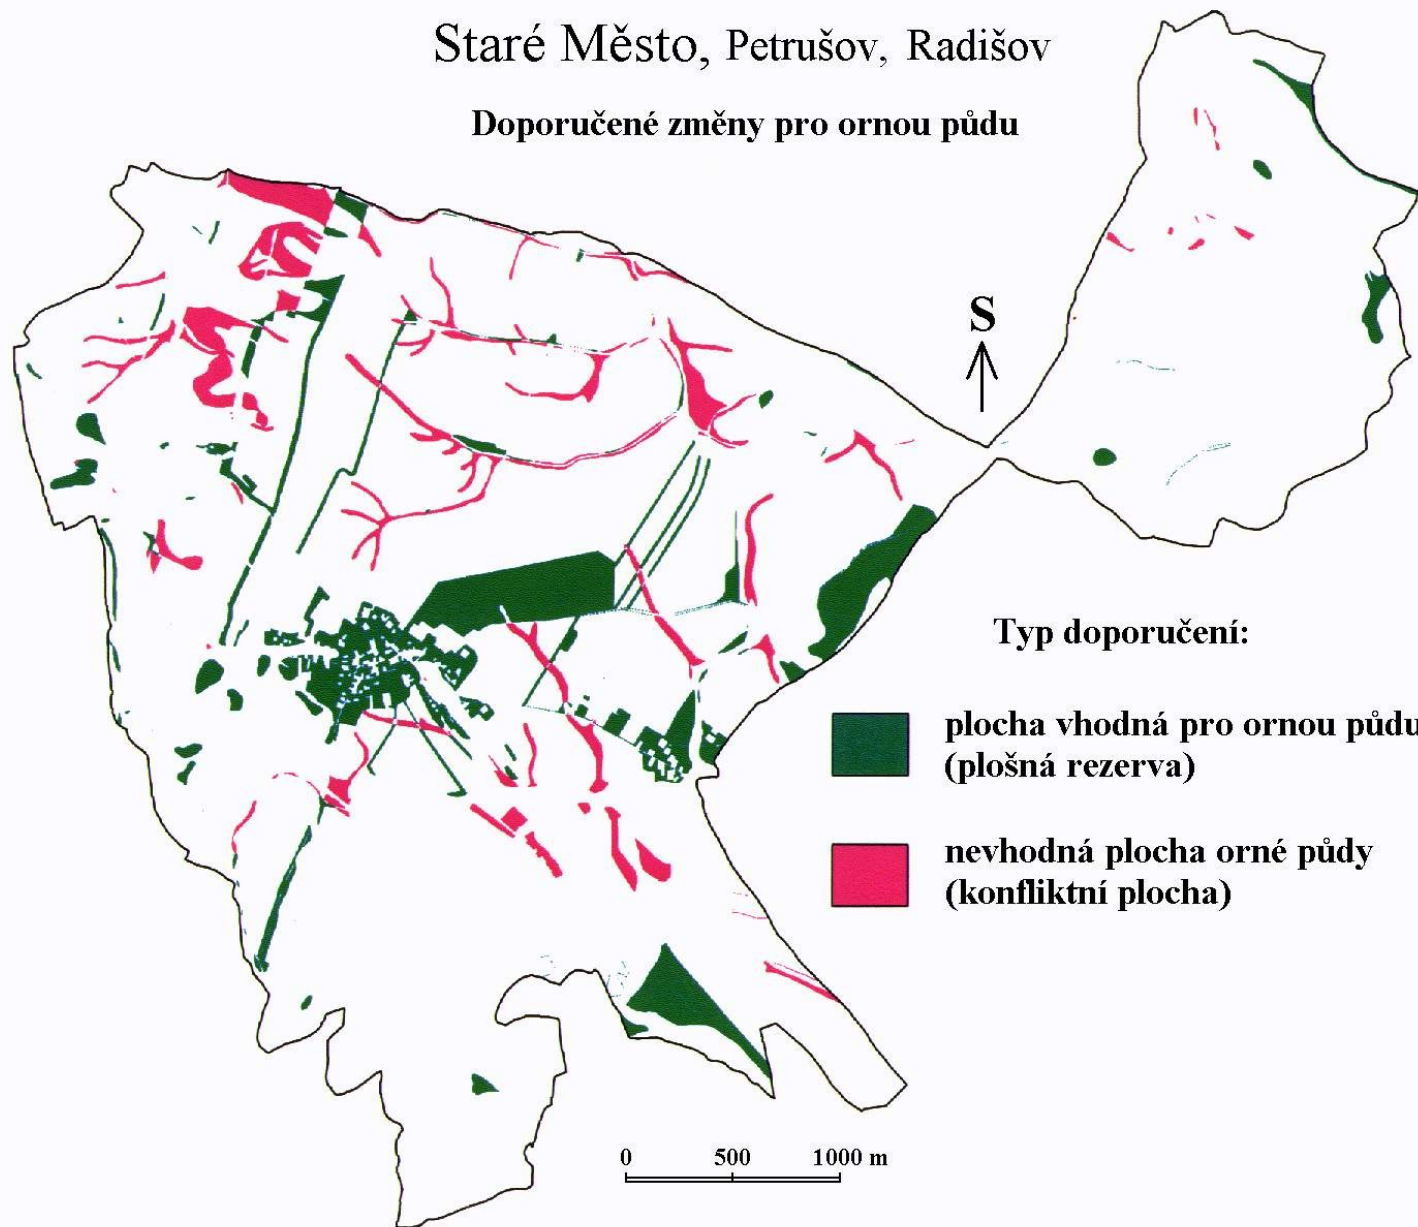 Staré Město, Petrušov, Radišov
Doporučené změny pro ornou půdu
S
Typ doporučení:
plocha vhodná pro ornou půdu
(plošná rezerva)
nevhodná plocha orné půdy
(konfliktní plocha)
0 500 1000 m